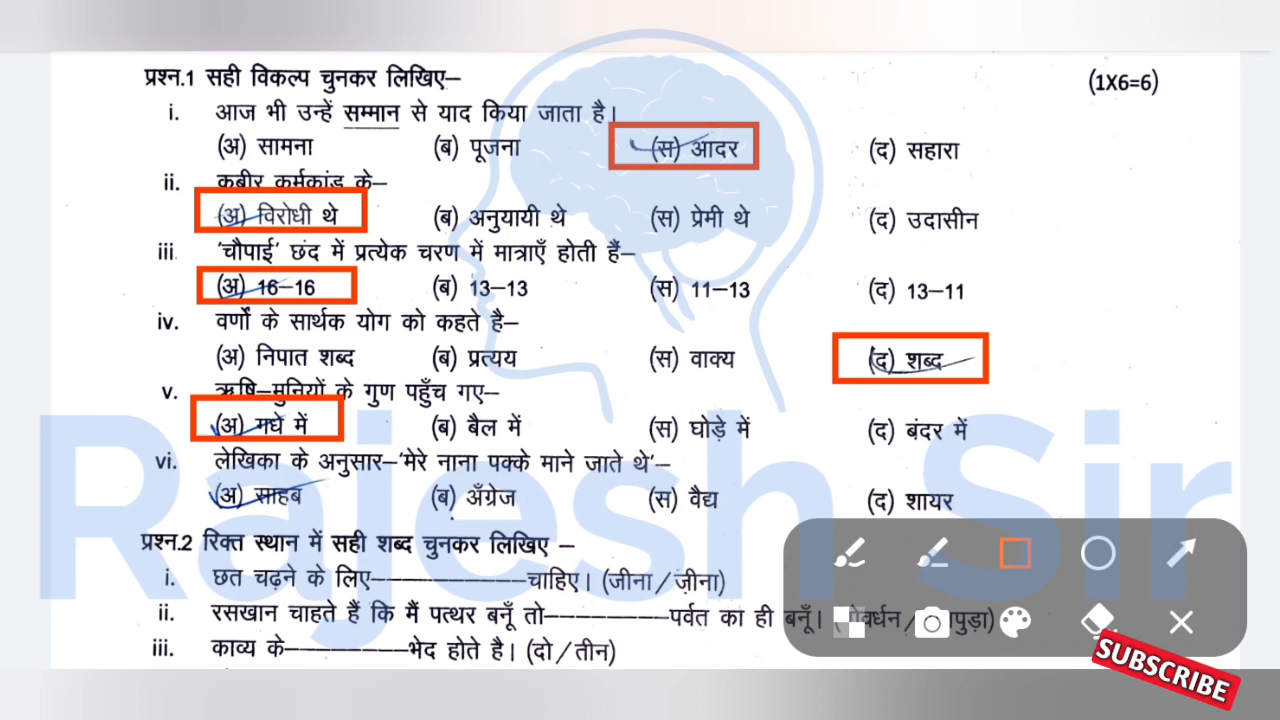 प्रश्न.1 सही विकल्प चुनकर लिखिए– (1X6=6)
i. आज भी उन्हें सम्मान से याद किया जाता है।
(अ) सामना (ब) पूजना (स) आदर (द) सहारा
ii. कबीर कर्मकांड के–
(अ) विरोधी थे (ब) अनुयायी थे (स) प्रेमी थे (द) उदासीन
iii 'चौपाई' छंद में प्रत्येक चरण में मात्राएँ होती हैं–
(अ) 16–16 (ब) 13–13 (स) 11–13 (द) 13–11
iv. वर्णों के सार्थक योग को कहते है–
(अ) निपात शब्द (ब) प्रत्यय (स) वाक्य (द) शब्द
v. ऋषि–मुनियों के गुण पहुँच गए–
(अ) गधे में (ब) बैल में (स) घोड़े में (द) बंदर में
vi. लेखिका के अनुसार–'मेरे नाना पक्के माने जाते थे'–
(अ) साहब (ब) अँग्रेज (स) वैद्य (द) शायर
प्रश्न.2 रिक्त स्थान में सही शब्द चुनकर लिखिए –
i. छत चढ़ने के लिए––––––––––––चाहिए। (जीना/ज़ीना)
ii. रसखान चाहते हैं कि मैं पत्थर बनूँ तो––––––––––पर्वत का ही बनूँ।
iii. काव्य के––––––––––भेद होते है। (दो/तीन)
Rajesh Sir
SUBSCRIBE